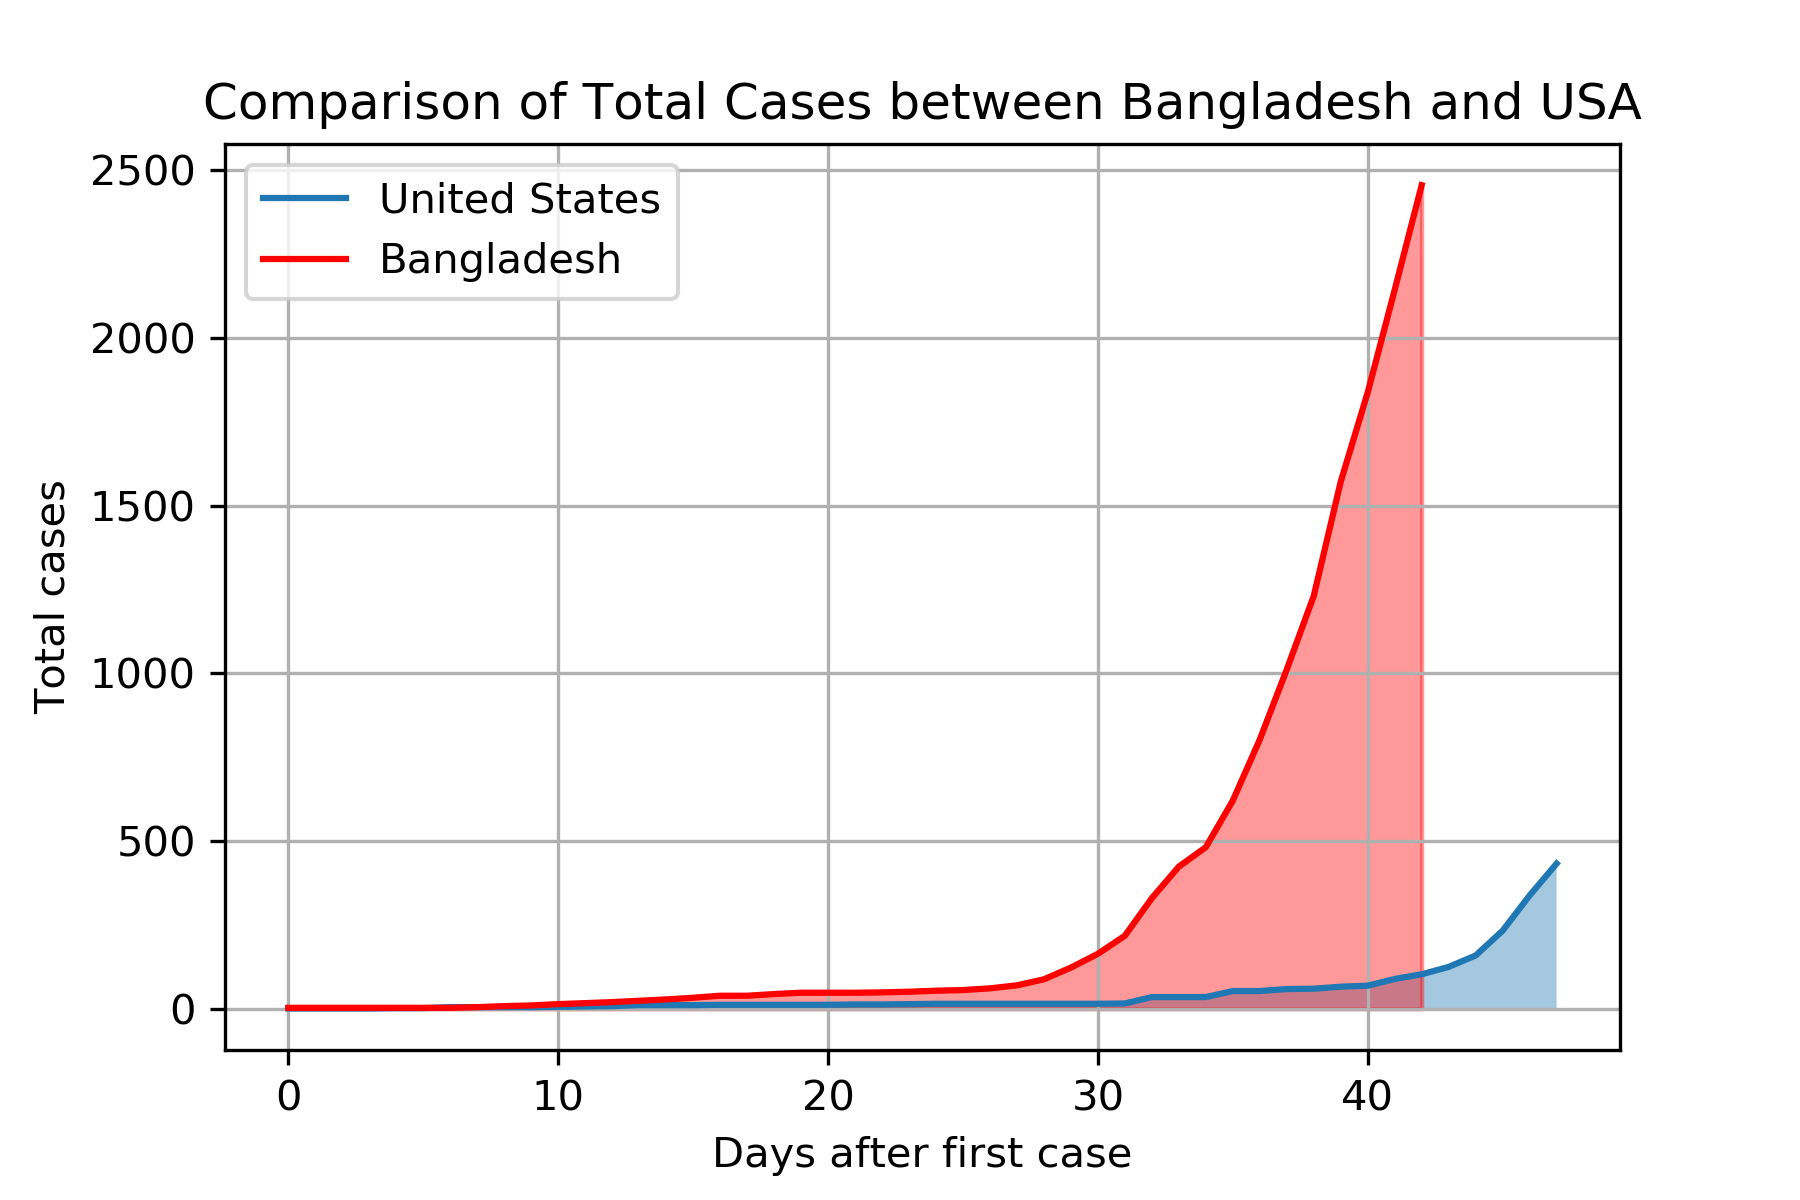 Comparison of Total Cases between Bangladesh and USA
United States
Bangladesh
2500
2000
1500
1000
500
0
Total cases
0 10 20 30 40
Days after first case